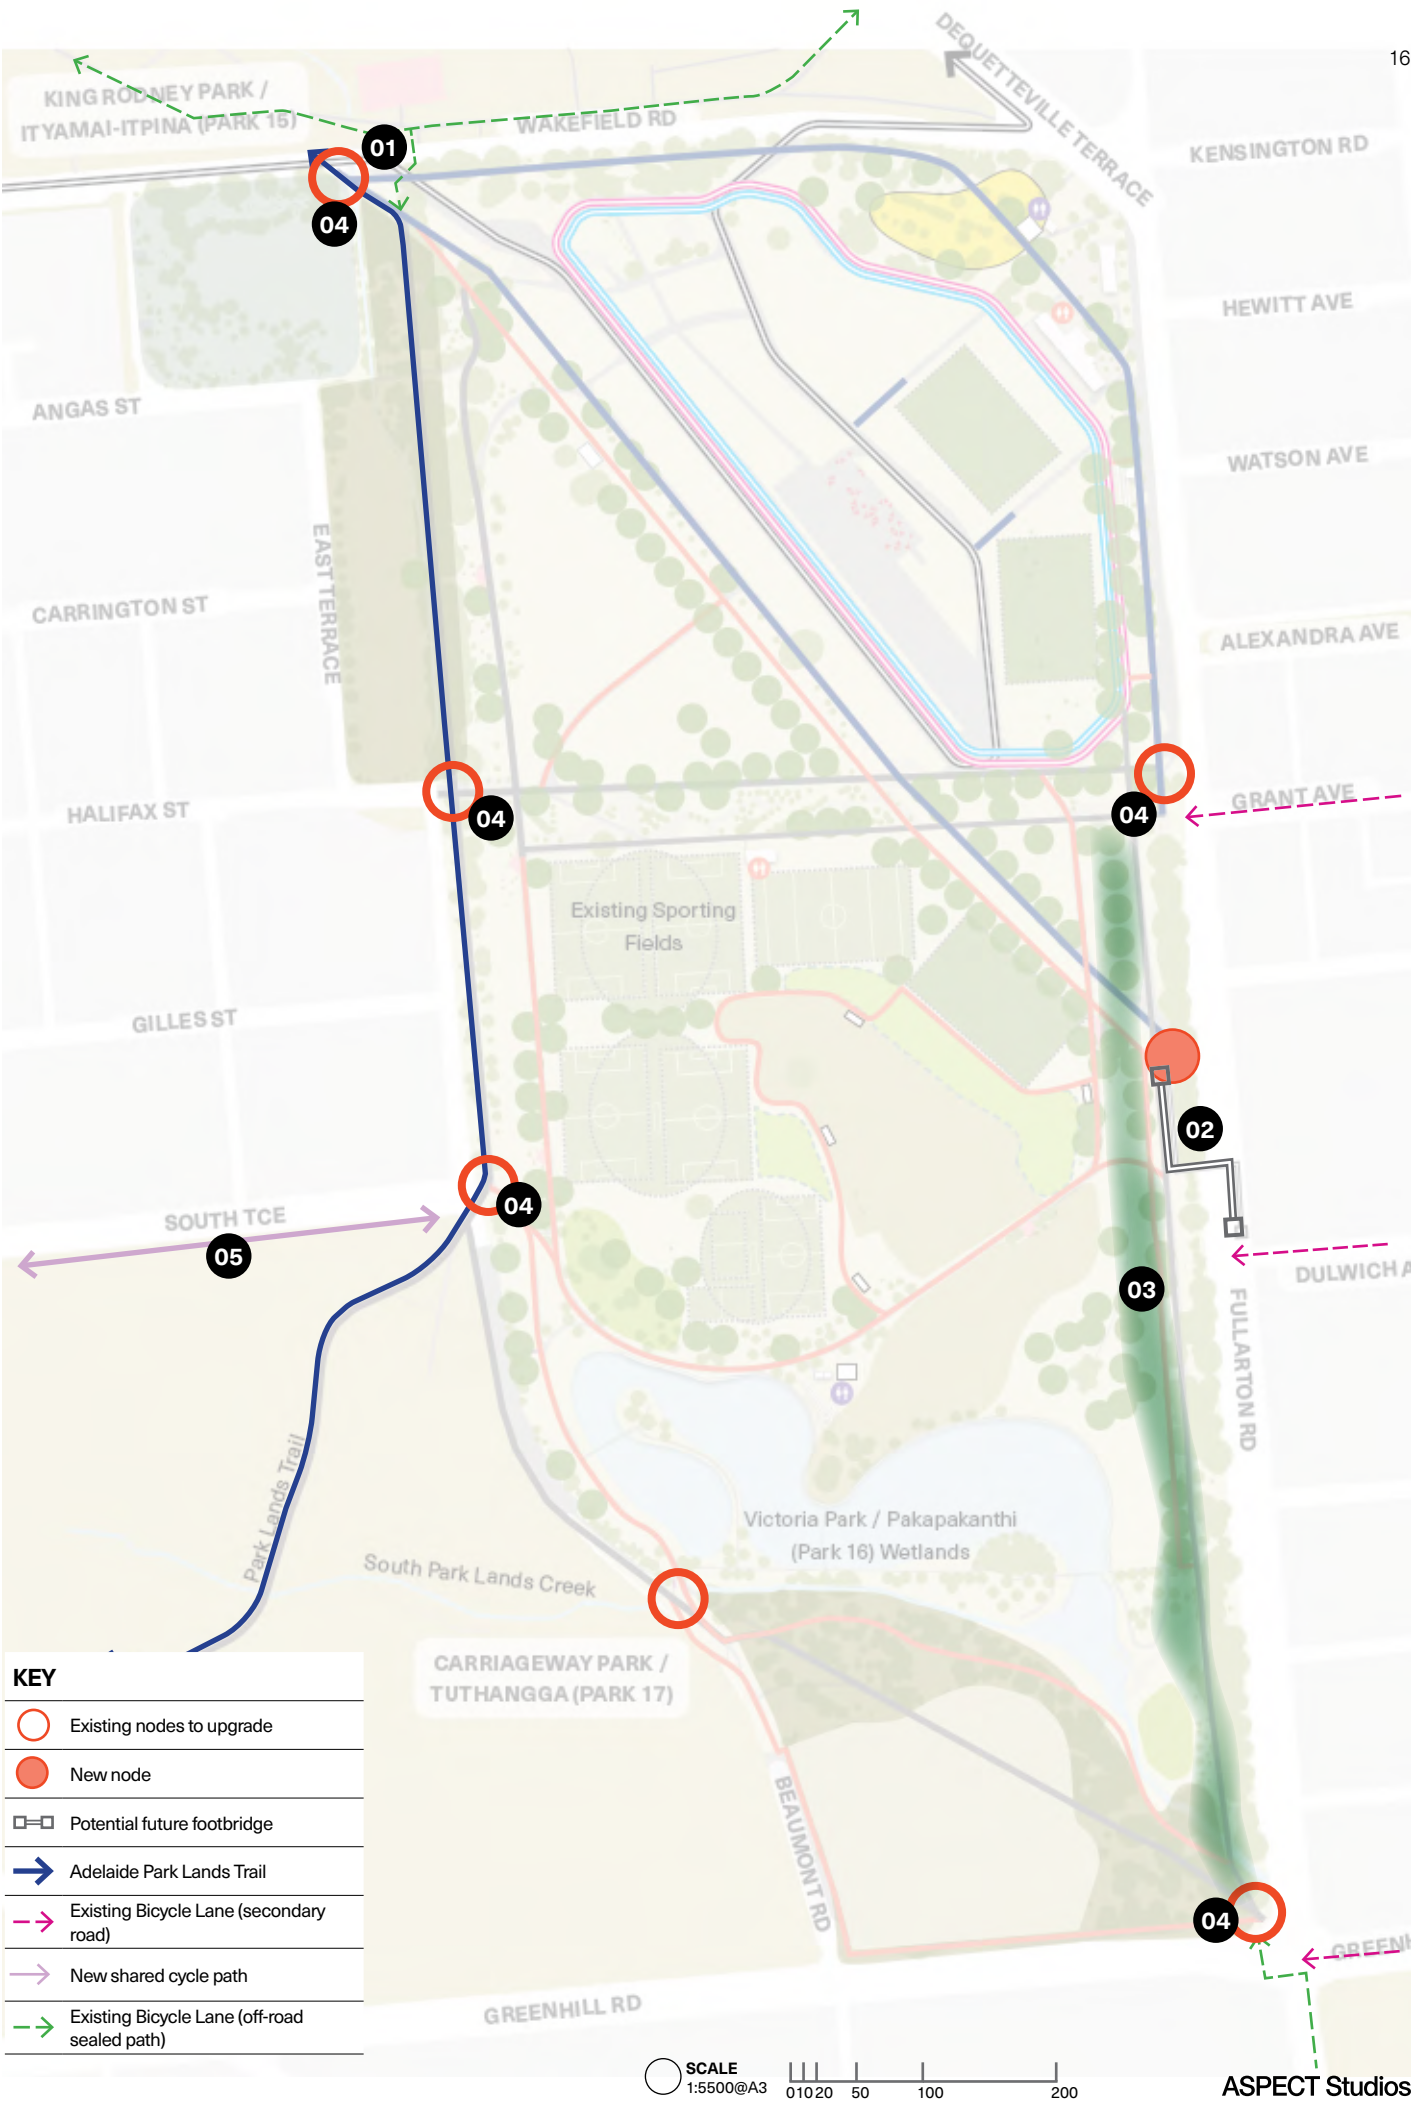 16
DEQUETTEVILLE TERRACE
KING RODNEY PARK /
ITYAMAI-ITPINA (PARK 15)
WAKEFIELD RD
01
KENSINGTON RD
04
HEWITT AVE
ANGAS ST
WATSON AVE
EAST TERRACE
CARRINGTON ST
ALEXANDRA AVE
HALIFAX ST
04
GRANT AVE
04
Existing Sporting
Fields
GILLES ST
02
04
SOUTH TCE
05
DULWICH A
03
FULLARTON RD
Park Lands Trail
Victoria Park / Pakapakanthi
(Park 16) Wetlands
South Park Lands Creek
CARRIAGEWAY PARK /
TUTHANGGA (PARK 17)
BEAUMONT RD
04
GREENH
GREENHILL RD
KEY
Existing nodes to upgrade
New node
Potential future footbridge
Adelaide Park Lands Trail
Existing Bicycle Lane (secondary
road)
New shared cycle path
Existing Bicycle Lane (off-road
sealed path)
SCALE
1:5500@A3
0 10 20 50 100 200
ASPECT Studios